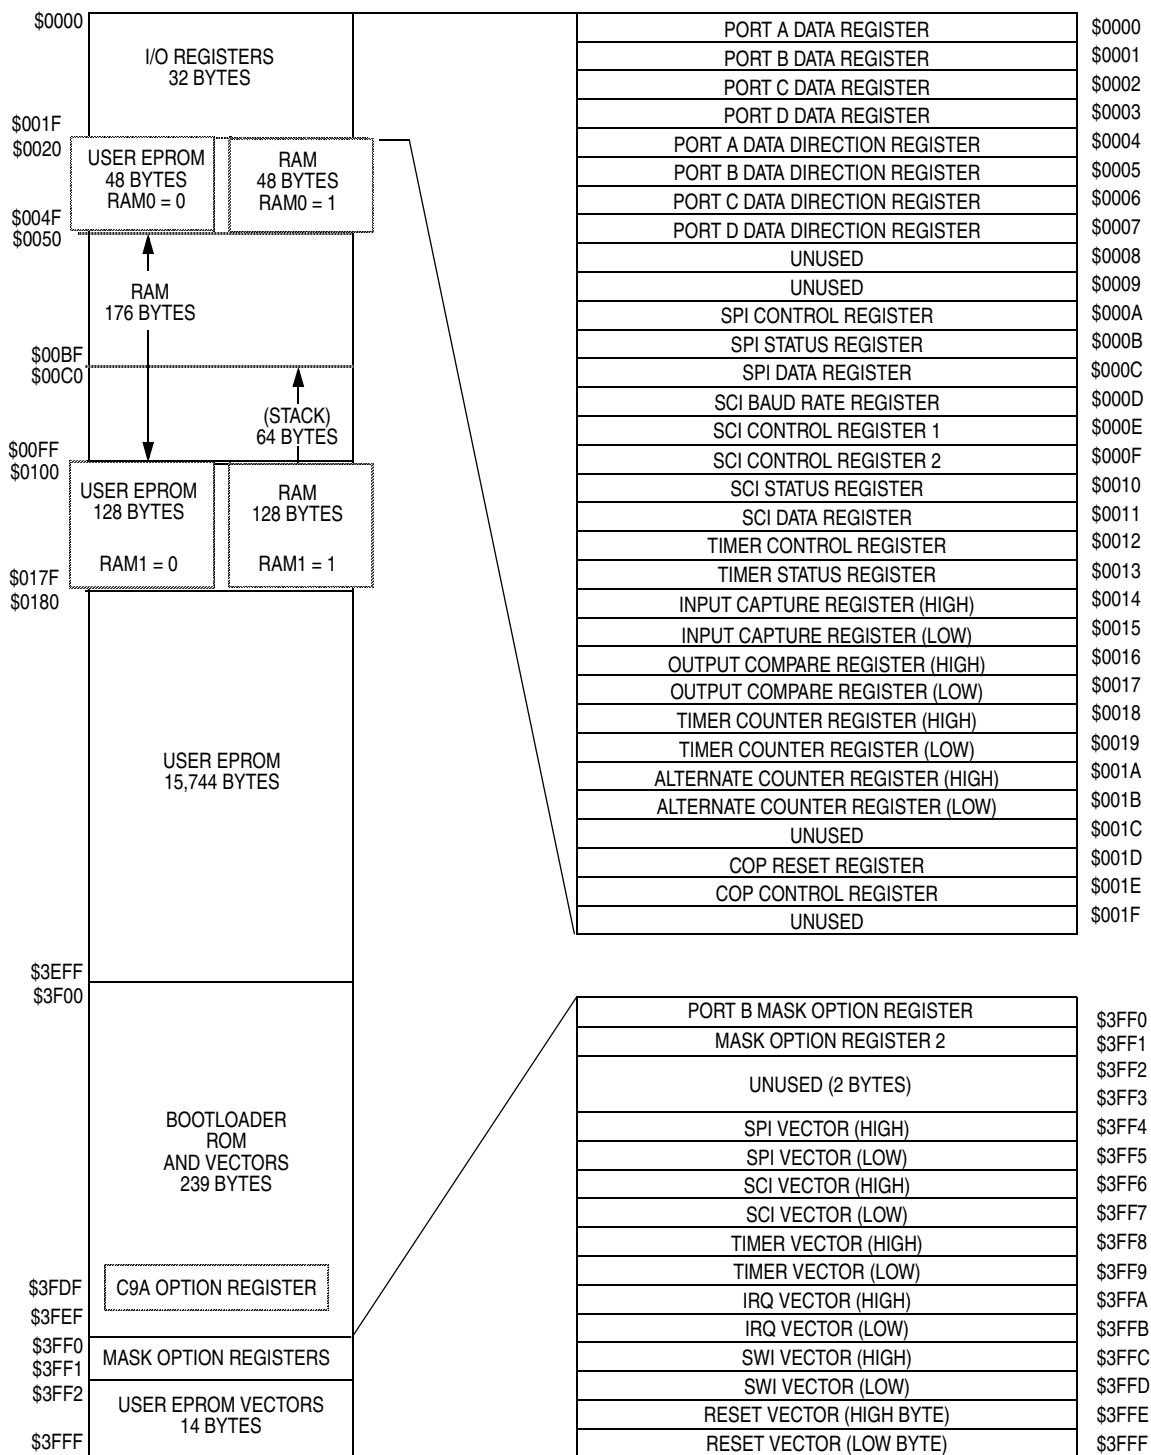 $0000
I/O REGISTERS
32 BYTES
$001F
$0020
USER EPROM
48 BYTES
RAM0 = 0
RAM
48 BYTES
RAM0 = 1
$004F
$0050
RAM
176 BYTES
$00BF
$00C0
(STACK)
64 BYTES
$00FF
$0100
USER EPROM
128 BYTES
RAM1 = 0
RAM
128 BYTES
RAM1 = 1
$017F
$0180
USER EPROM
15,744 BYTES
$3EFF
$3F00
BOOTLOADER
ROM
AND VECTORS
239 BYTES
$3FDF
C9A OPTION REGISTER
$3FEF
$3FF0
MASK OPTION REGISTERS
$3FF1
$3FF2
USER EPROM VECTORS
14 BYTES
$3FFF
PORT A DATA REGISTER $0000
PORT B DATA REGISTER $0001
PORT C DATA REGISTER $0002
PORT D DATA REGISTER $0003
PORT A DATA DIRECTION REGISTER $0004
PORT B DATA DIRECTION REGISTER $0005
PORT C DATA DIRECTION REGISTER $0006
PORT D DATA DIRECTION REGISTER $0007
UNUSED $0008
UNUSED $0009
SPI CONTROL REGISTER $000A
SPI STATUS REGISTER $000B
SPI DATA REGISTER $000C
SCI BAUD RATE REGISTER $000D
SCI CONTROL REGISTER 1 $000E
SCI CONTROL REGISTER 2 $000F
SCI STATUS REGISTER $0010
SCI DATA REGISTER $0011
TIMER CONTROL REGISTER $0012
TIMER STATUS REGISTER $0013
INPUT CAPTURE REGISTER (HIGH) $0014
INPUT CAPTURE REGISTER (LOW) $0015
OUTPUT COMPARE REGISTER (HIGH) $0016
OUTPUT COMPARE REGISTER (LOW) $0017
TIMER COUNTER REGISTER (HIGH) $0018
TIMER COUNTER REGISTER (LOW) $0019
ALTERNATE COUNTER REGISTER (HIGH) $001A
ALTERNATE COUNTER REGISTER (LOW) $001B
UNUSED $001C
COP RESET REGISTER $001D
COP CONTROL REGISTER $001E
UNUSED $001F
PORT B MASK OPTION REGISTER $3FF0
MASK OPTION REGISTER 2 $3FF1
$3FF2
UNUSED (2 BYTES)
$3FF3
SPI VECTOR (HIGH) $3FF4
SPI VECTOR (LOW) $3FF5
SCI VECTOR (HIGH) $3FF6
SCI VECTOR (LOW) $3FF7
TIMER VECTOR (HIGH) $3FF8
TIMER VECTOR (LOW) $3FF9
IRQ VECTOR (HIGH) $3FFA
IRQ VECTOR (LOW) $3FFB
SWI VECTOR (HIGH) $3FFC
SWI VECTOR (LOW) $3FFD
RESET VECTOR (HIGH BYTE) $3FFE
RESET VECTOR (LOW BYTE) $3FFF